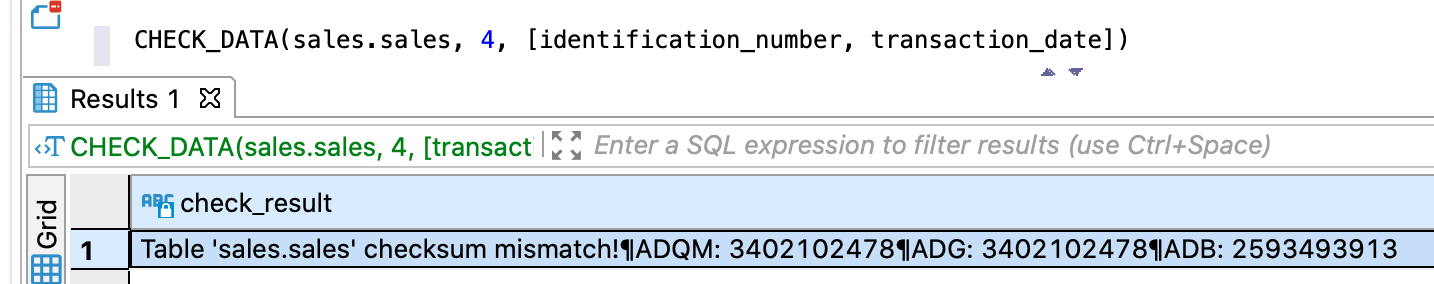 CHECK_DATA(sales.sales, 4, [identification_number, transaction_date])
Results 1
CHECK_DATA(sales.sales, 4, [transact
Enter a SQL expression to filter results (use Ctrl+Space)
Grid
ABC check_result
1 Table 'sales.sales' checksum mismatch!¶ADQM: 3402102478¶ADG: 3402102478¶ADB: 2593493913